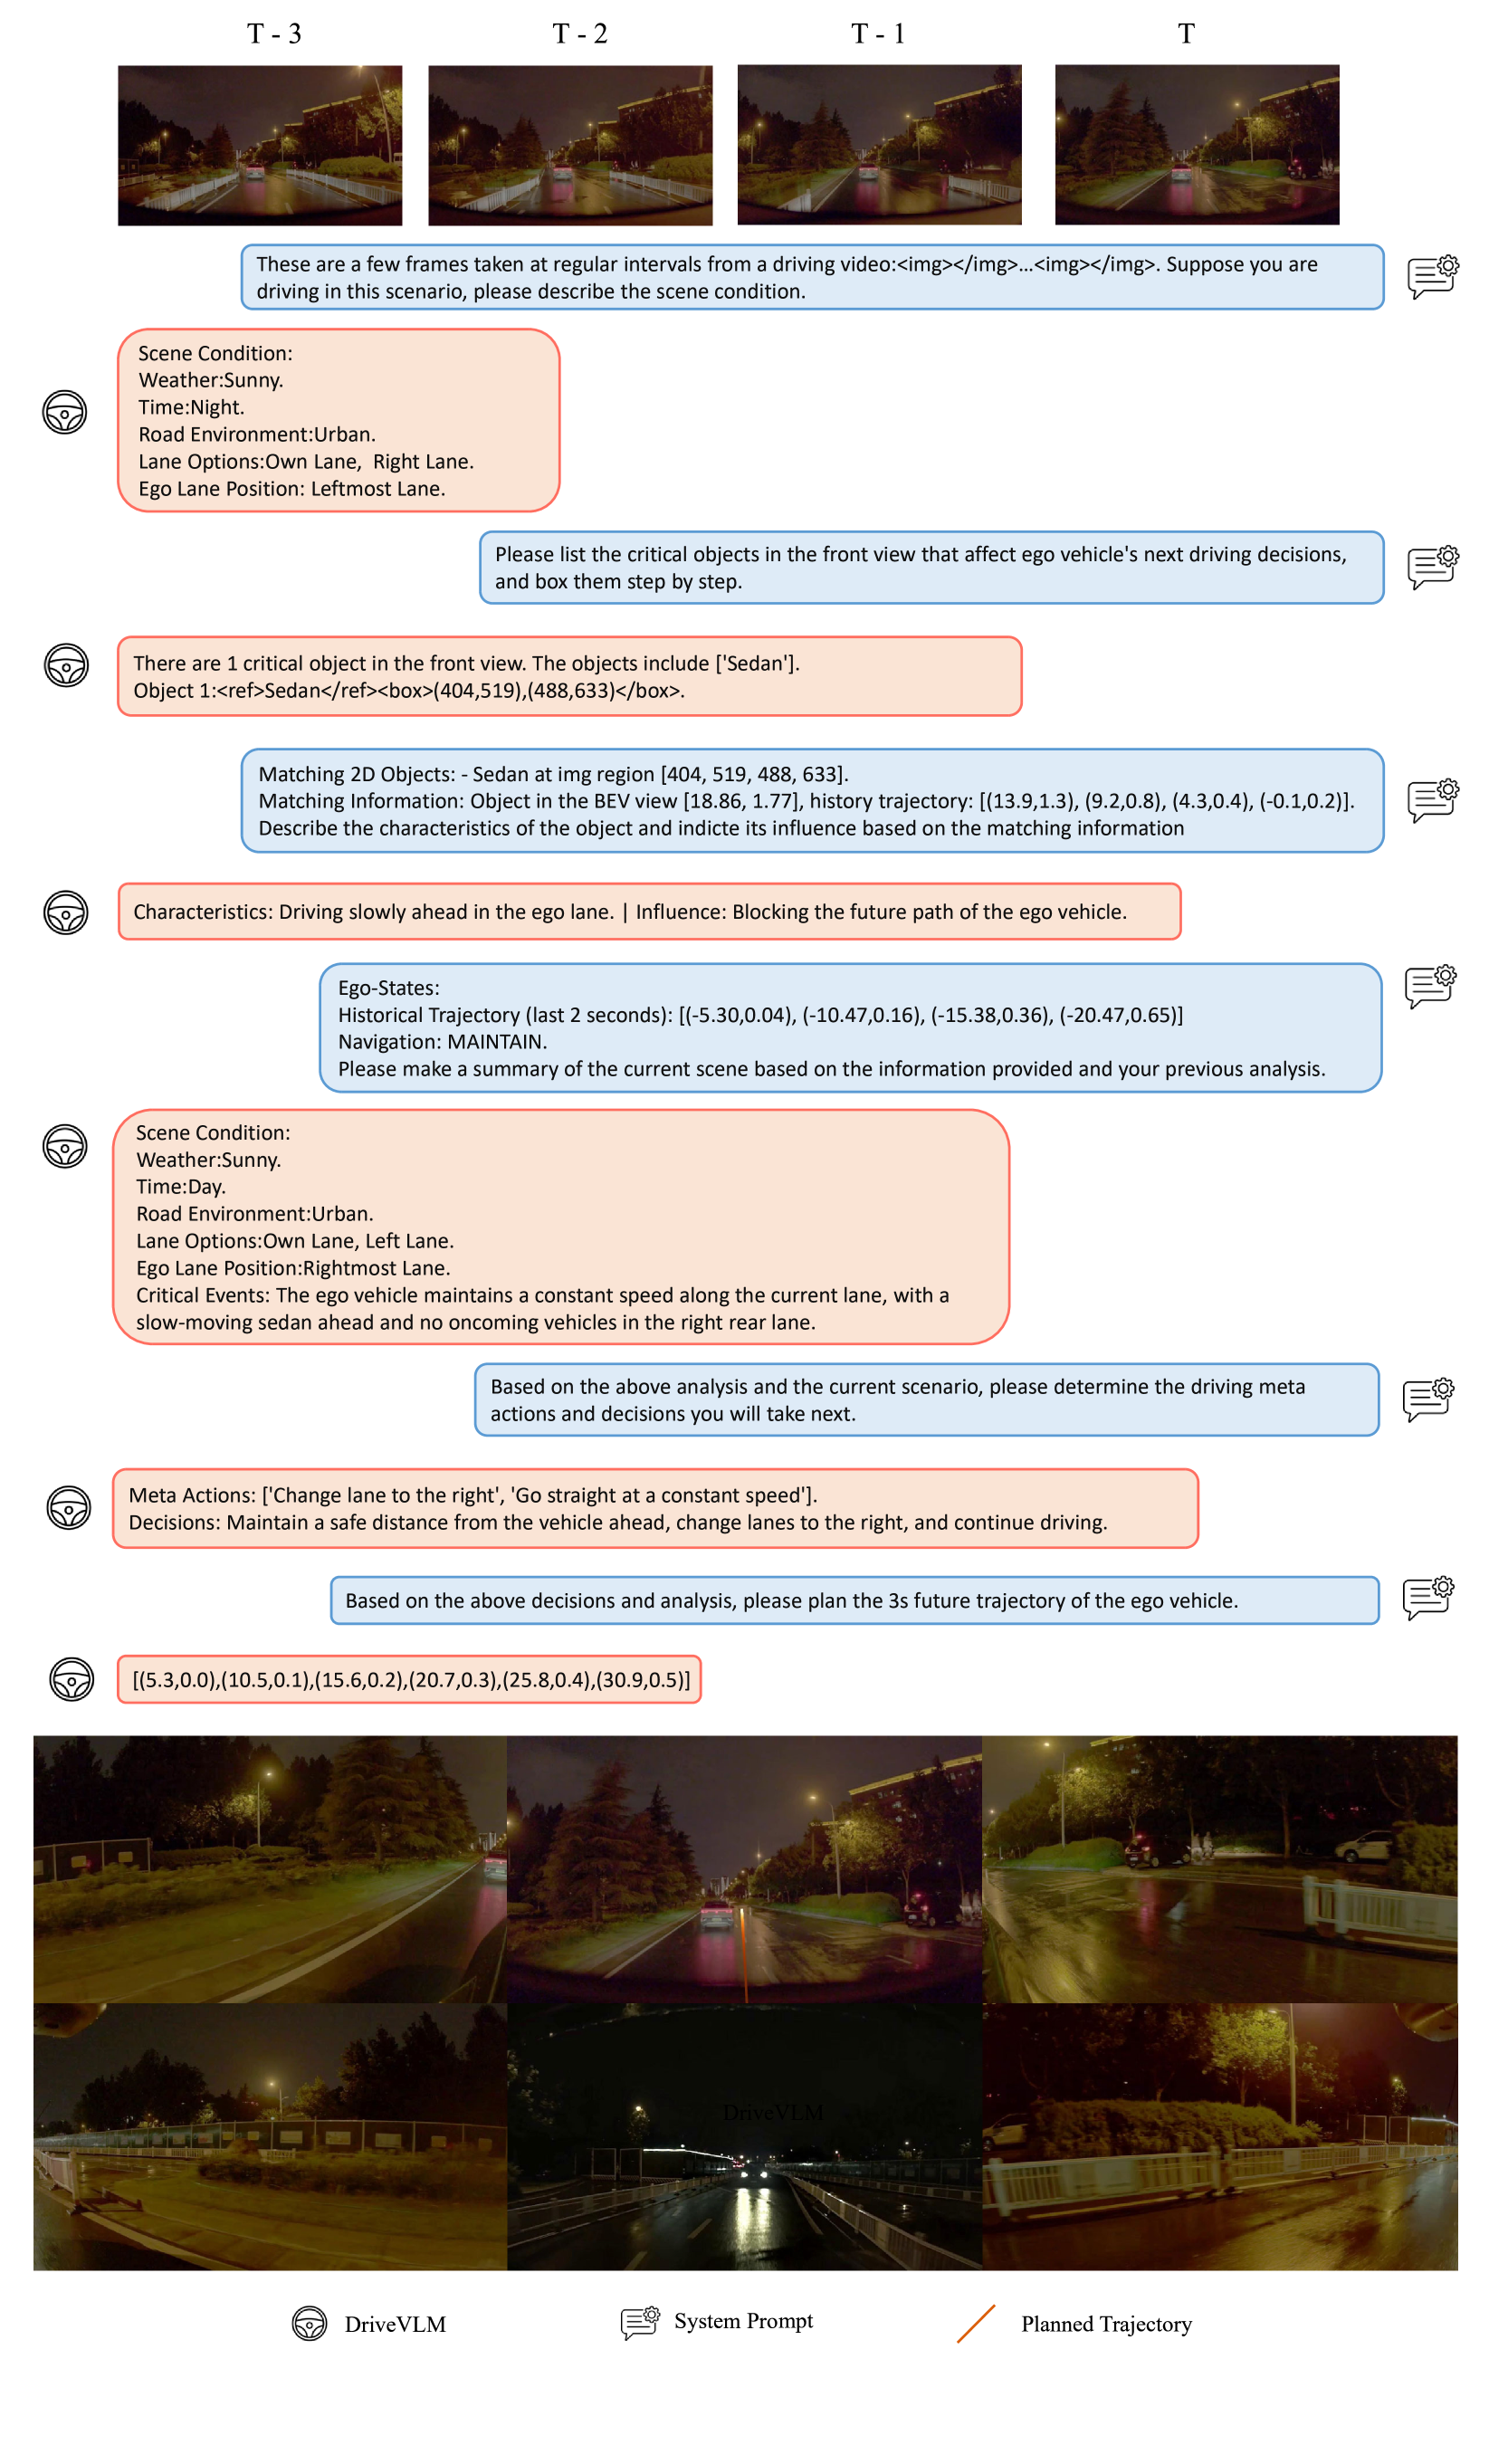 T - 3
T - 2
T - 1
T
These are a few frames taken at regular intervals from a driving video:<img></img>...<img></img>. Suppose you are
driving in this scenario, please describe the scene condition.
Scene Condition:
Weather:Sunny.
Time:Night.
Road Environment:Urban.
Lane Options:Own Lane,  Right Lane.
Ego Lane Position: Leftmost Lane.
Please list the critical objects in the front view that affect ego vehicle's next driving decisions,
and box them step by step.
There are 1 critical object in the front view. The objects include ['Sedan'].
Object 1:<ref>Sedan</ref><box>(404,519),(488,633)</box>.
Matching 2D Objects: - Sedan at img region [404, 519, 488, 633].
Matching Information: Object in the BEV view [18.86, 1.77], history trajectory: [(13.9,1.3), (9.2,0.8), (4.3,0.4), (-0.1,0.2)].
Describe the characteristics of the object and indicte its influence based on the matching information
Characteristics: Driving slowly ahead in the ego lane. | Influence: Blocking the future path of the ego vehicle.
Ego-States:
Historical Trajectory (last 2 seconds): [(-5.30,0.04), (-10.47,0.16), (-15.38,0.36), (-20.47,0.65)]
Navigation: MAINTAIN.
Please make a summary of the current scene based on the information provided and your previous analysis.
Scene Condition:
Weather:Sunny.
Time:Day.
Road Environment:Urban.
Lane Options:Own Lane, Left Lane.
Ego Lane Position:Rightmost Lane.
Critical Events: The ego vehicle maintains a constant speed along the current lane, with a
slow-moving sedan ahead and no oncoming vehicles in the right rear lane.
Based on the above analysis and the current scenario, please determine the driving meta
actions and decisions you will take next.
Meta Actions: ['Change lane to the right', 'Go straight at a constant speed'].
Decisions: Maintain a safe distance from the vehicle ahead, change lanes to the right, and continue driving.
Based on the above decisions and analysis, please plan the 3s future trajectory of the ego vehicle.
[(5.3,0.0),(10.5,0.1),(15.6,0.2),(20.7,0.3),(25.8,0.4),(30.9,0.5)]
DriveVLM
DriveVLM
System Prompt
Planned Trajectory